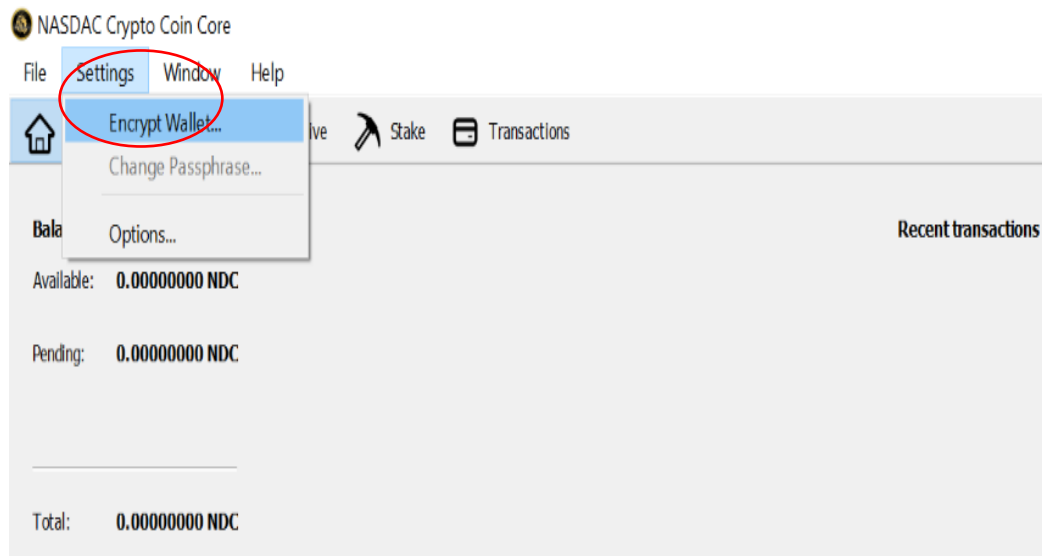 NASDAC Crypto Coin Core
File Settings Window Help
Encrypt Wallet...
Change Passphrase...
Options...
Stake Transactions
Recent transactions
Available: 0.00000000 NDC
Pending: 0.00000000 NDC
Total: 0.00000000 NDC